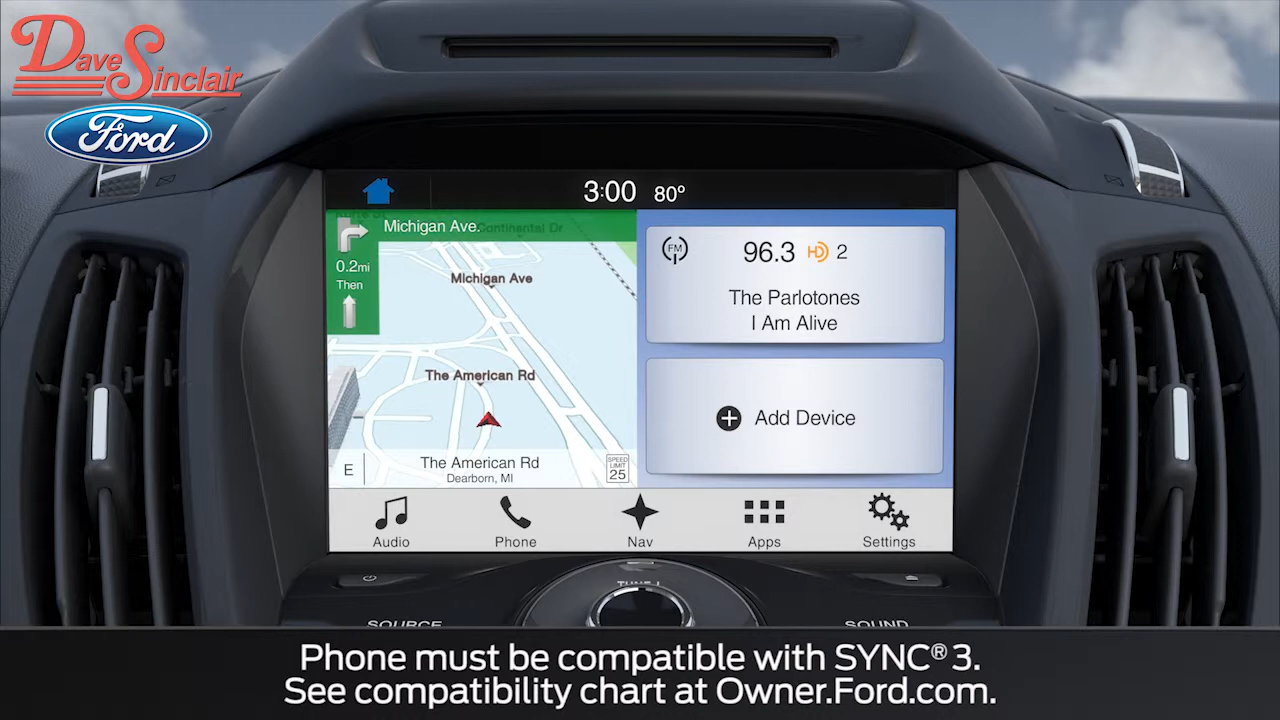 Dave
Sinclair
Ford
3:00 80º
Michigan Ave.
Continental Dr
0.2mi
Then
Michigan Ave
The American Rd
E
The American Rd
Dearborn, MI
SPEED
LIMIT
25
FM
96.3 HD 2
The Parlotones
I Am Alive
Add Device
Audio
Phone
Nav
Apps
Settings
SOURCE
SOUND
Phone must be compatible with SYNC® 3.
See compatibility chart at Owner.Ford.com.